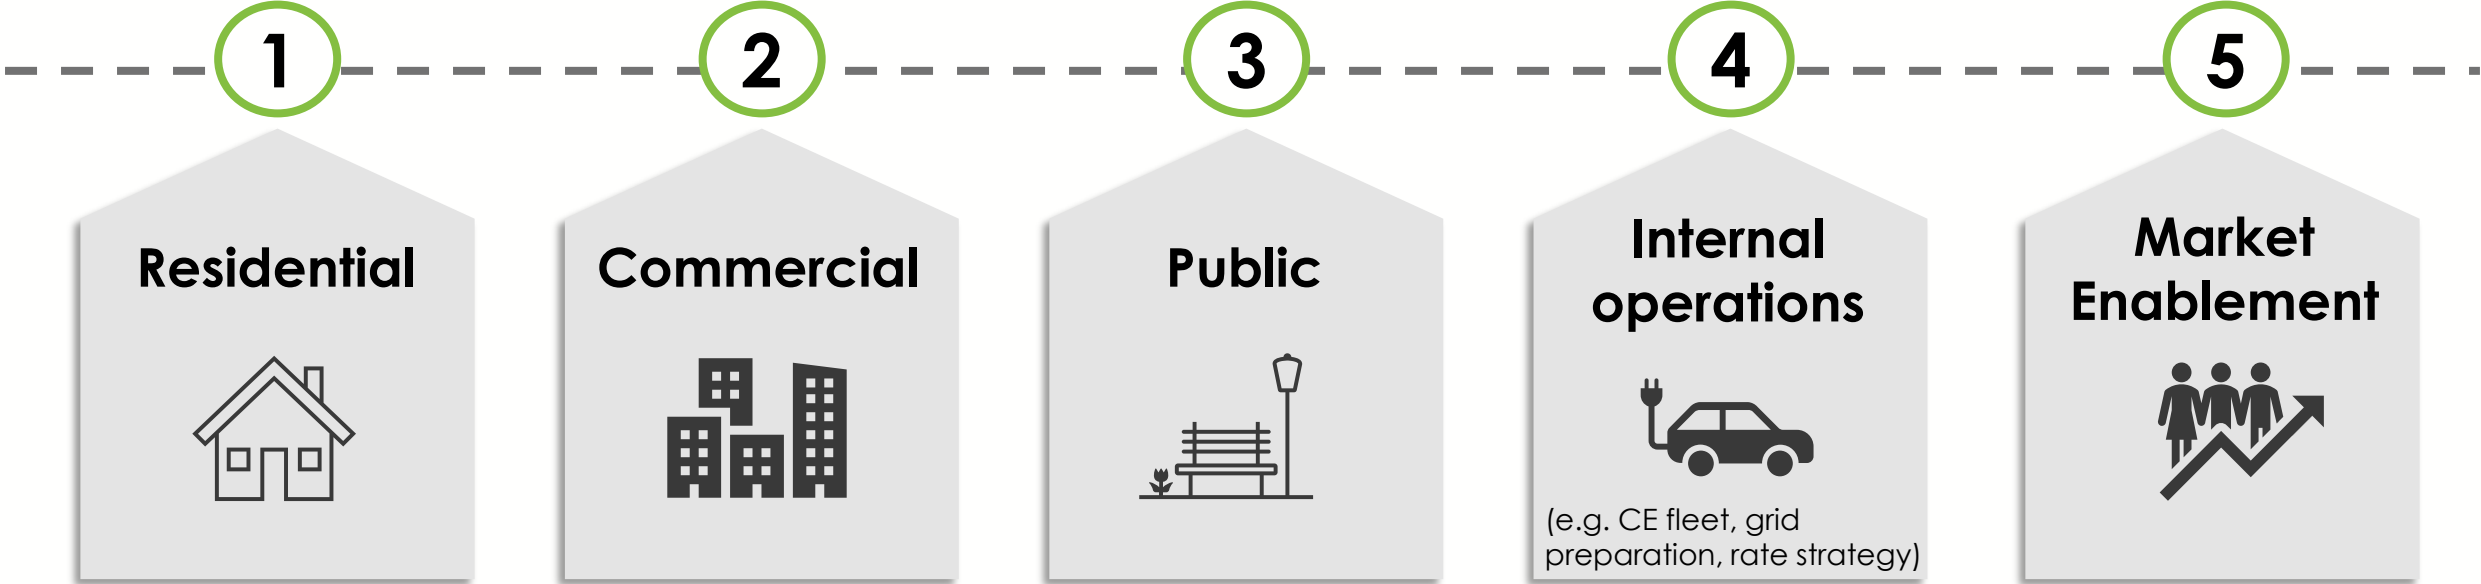 1
2
3
4
5
Residential
Commercial
Public
Internal
operations
(e.g. CE fleet, grid
preparation, rate strategy)
Market
Enablement